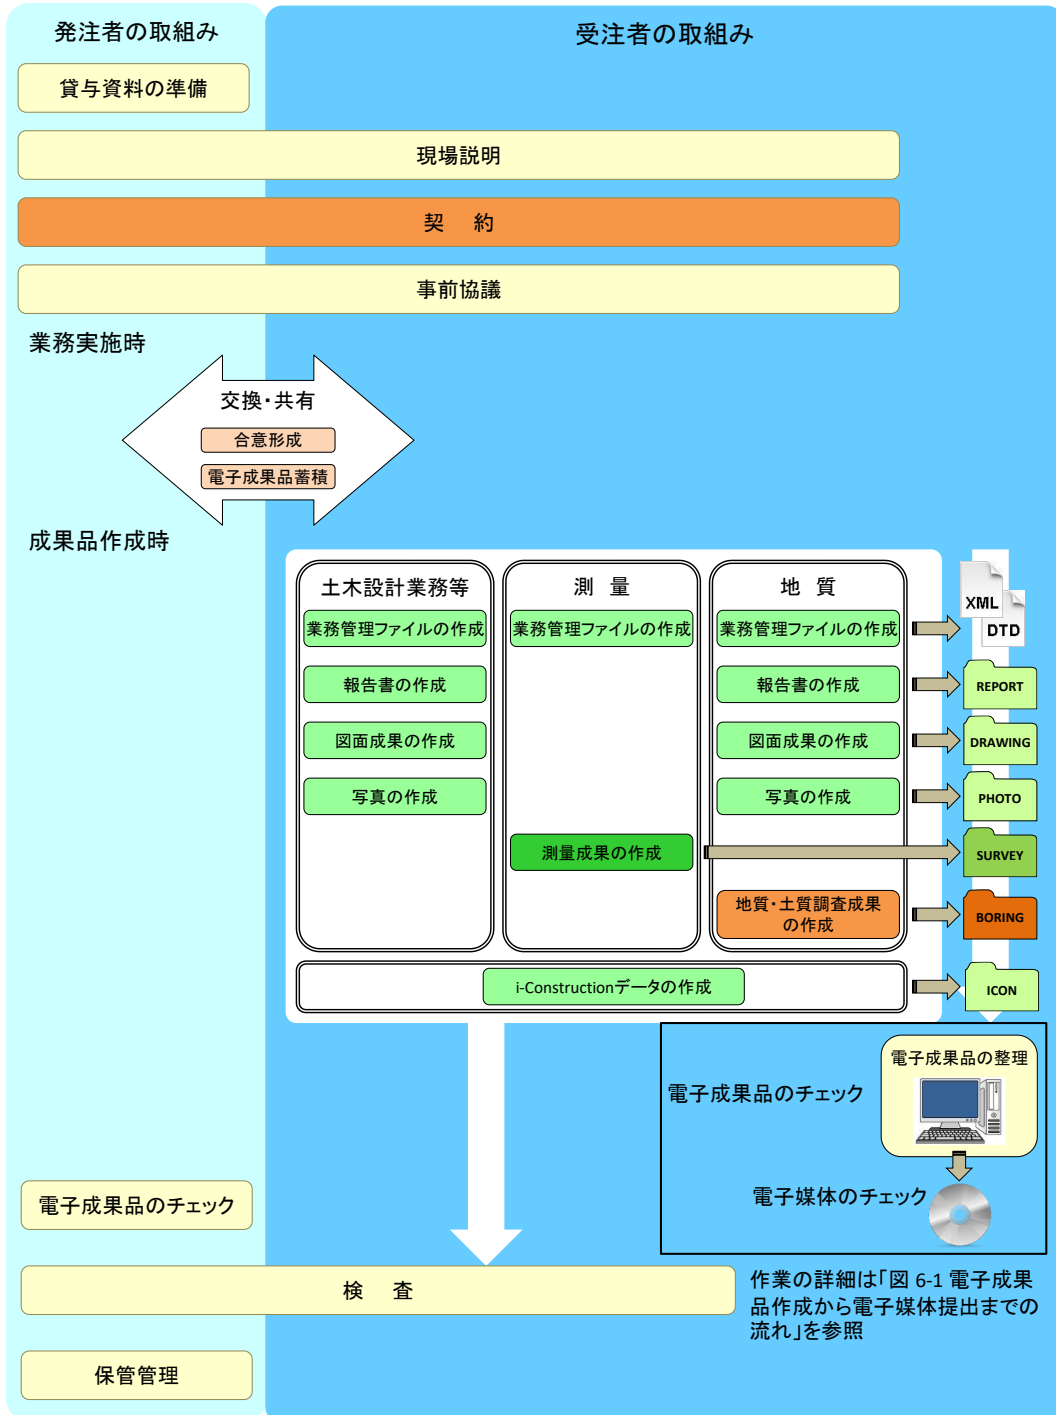 発注者の取組み
受注者の取組み
貸与資料の準備
現場説明
契　約
事前協議
業務実施時
交換・共有
合意形成
電子成果品蓄積
成果品作成時
土木設計業務等
業務管理ファイルの作成
報告書の作成
図面成果の作成
写真の作成
測　量
業務管理ファイルの作成
測量成果の作成
地　質
業務管理ファイルの作成
報告書の作成
図面成果の作成
写真の作成
地質・土質調査成果
の作成
i-Constructionデータの作成
XML
DTD
REPORT
DRAWING
PHOTO
SURVEY
BORING
ICON
電子成果品の整理
電子成果品のチェック
電子媒体のチェック
電子成果品のチェック
検　査
作業の詳細は「図 6-1 電子成果
品作成から電子媒体提出までの
流れ」を参照
保管管理